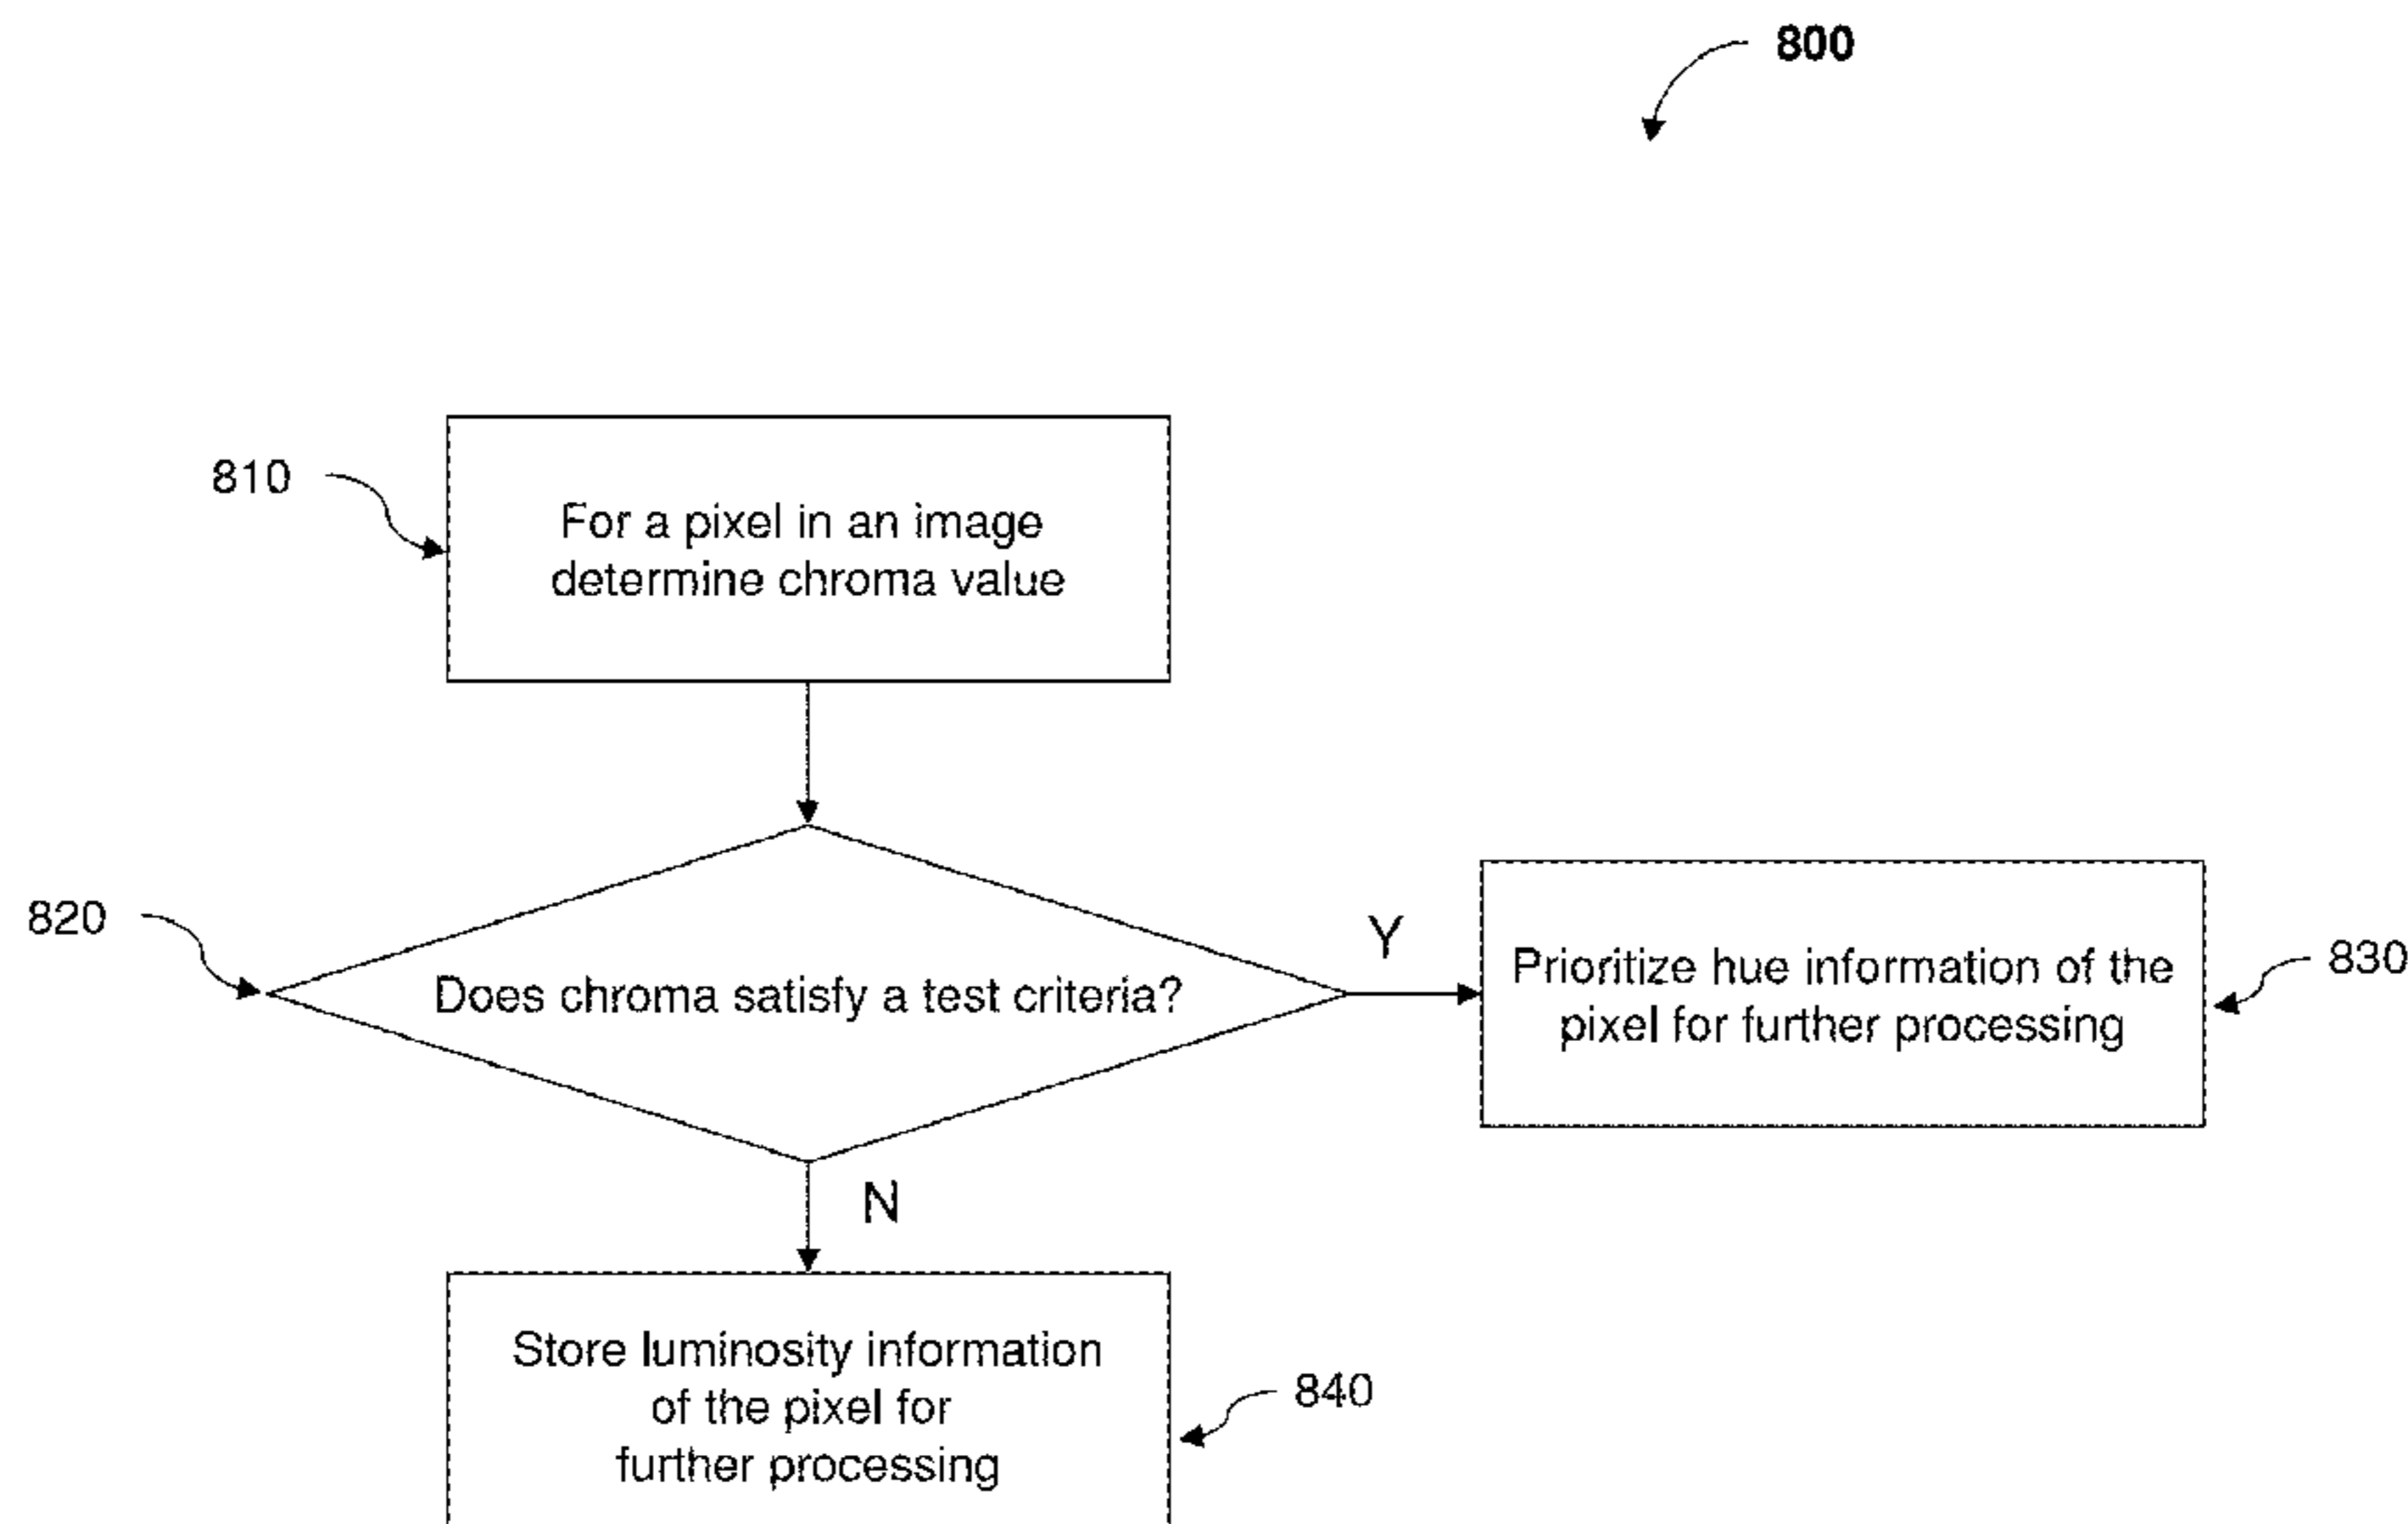 800
810
For a pixel in an image
determine chroma value
820
Does chroma satisfy a test criteria?
Y
Prioritize hue information of the
pixel for further processing
830
N
Store luminosity information
of the pixel for
further processing
840